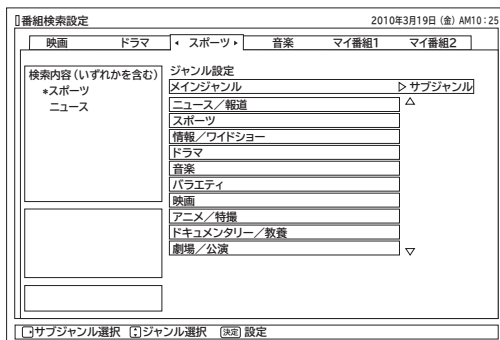 番組検索設定 2010年3月19日(金) AM10:25
映画 ドラマ スポーツ 音楽 マイ番組1 マイ番組2
検索内容(いずれかを含む)
*スポーツ
ニュース
ジャンル設定
メインジャンル ▷サブジャンル
ニュース/報道
スポーツ
情報/ワイドショー
ドラマ
音楽
バラエティ
映画
アニメ/特撮
ドキュメンタリー/教養
劇場/公演
サブジャンル選択 ジャンル選択 決定 設定